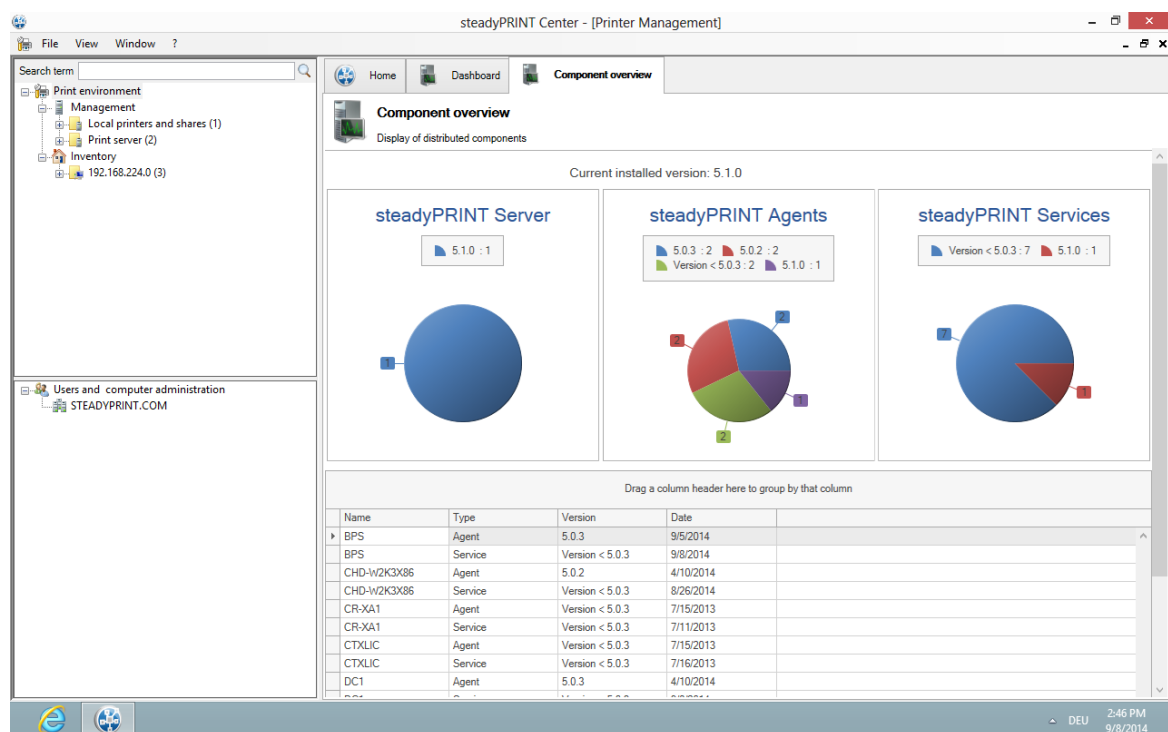 steadyPRINT Center - [Printer Management]
File View Window ?
Search term
Print environment
Management
Local printers and shares (1)
Print server (2)
Inventory
192.168.224.0 (3)
Users and computer administration
STEADYPRINT.COM
Home Dashboard Component overview
Component overview
Display of distributed components
Current installed version: 5.1.0
steadyPRINT Server
5.1.0 : 1
1
steadyPRINT Agents
5.0.3 : 2 5.0.2 : 2
Version < 5.0.3 : 2 5.1.0 : 1
2
2
1
2
steadyPRINT Services
Version < 5.0.3 : 7 5.1.0 : 1
7
1
Drag a column header here to group by that column
Name Type Version Date
BPS Agent 5.0.3 9/5/2014
BPS Service Version < 5.0.3 9/8/2014
CHD-W2K3X86 Agent 5.0.2 4/10/2014
CHD-W2K3X86 Service Version < 5.0.3 8/26/2014
CR-XA1 Agent Version < 5.0.3 7/15/2013
CR-XA1 Service Version < 5.0.3 7/11/2013
CTXLIC Agent Version < 5.0.3 7/15/2013
CTXLIC Service Version < 5.0.3 7/16/2013
DC1 Agent 5.0.3 4/10/2014
DEU 2:46 PM
9/8/2014